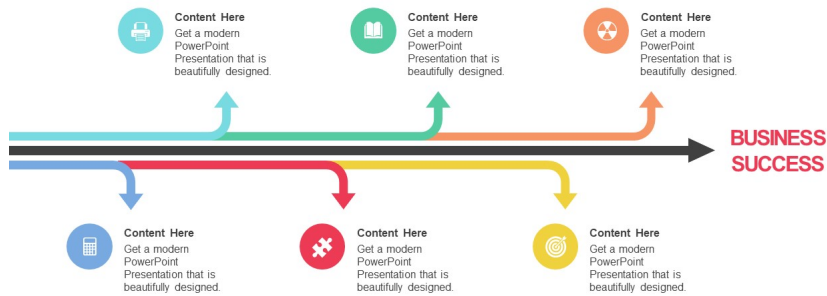 Content Here
Get a modern
PowerPoint
Presentation that is
beautifully designed.
Content Here
Get a modern
PowerPoint
Presentation that is
beautifully designed.
Content Here
Get a modern
PowerPoint
Presentation that is
beautifully designed.
BUSINESS
SUCCESS
Content Here
Get a modern
PowerPoint
Presentation that is
beautifully designed.
Content Here
Get a modern
PowerPoint
Presentation that is
beautifully designed.
Content Here
Get a modern
PowerPoint
Presentation that is
beautifully designed.